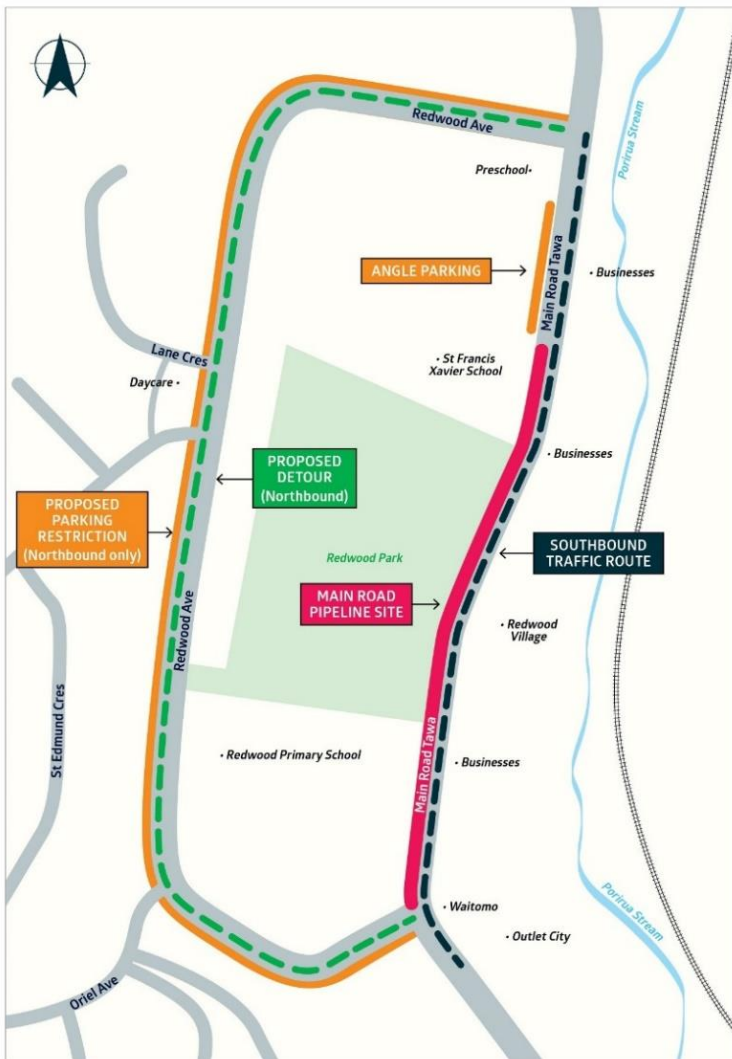 Redwood Ave
Porirua Stream
Preschool
ANGLE PARKING
Main Road Tawa
Businesses
Lane Cres
Daycare
St Francis
Xavier School
Businesses
PROPOSED
DETOUR
(Northbound)
PROPOSED
PARKING
RESTRICTION
(Northbound only)
Redwood Park
SOUTHBOUND
TRAFFIC ROUTE
MAIN ROAD
PIPELINE SITE
Redwood
Village
Redwood Ave
St Edmund Cres
Redwood Primary School
Main Road Tawa
Businesses
Waitomo
Outlet City
Porirua Stream
Oriel Ave